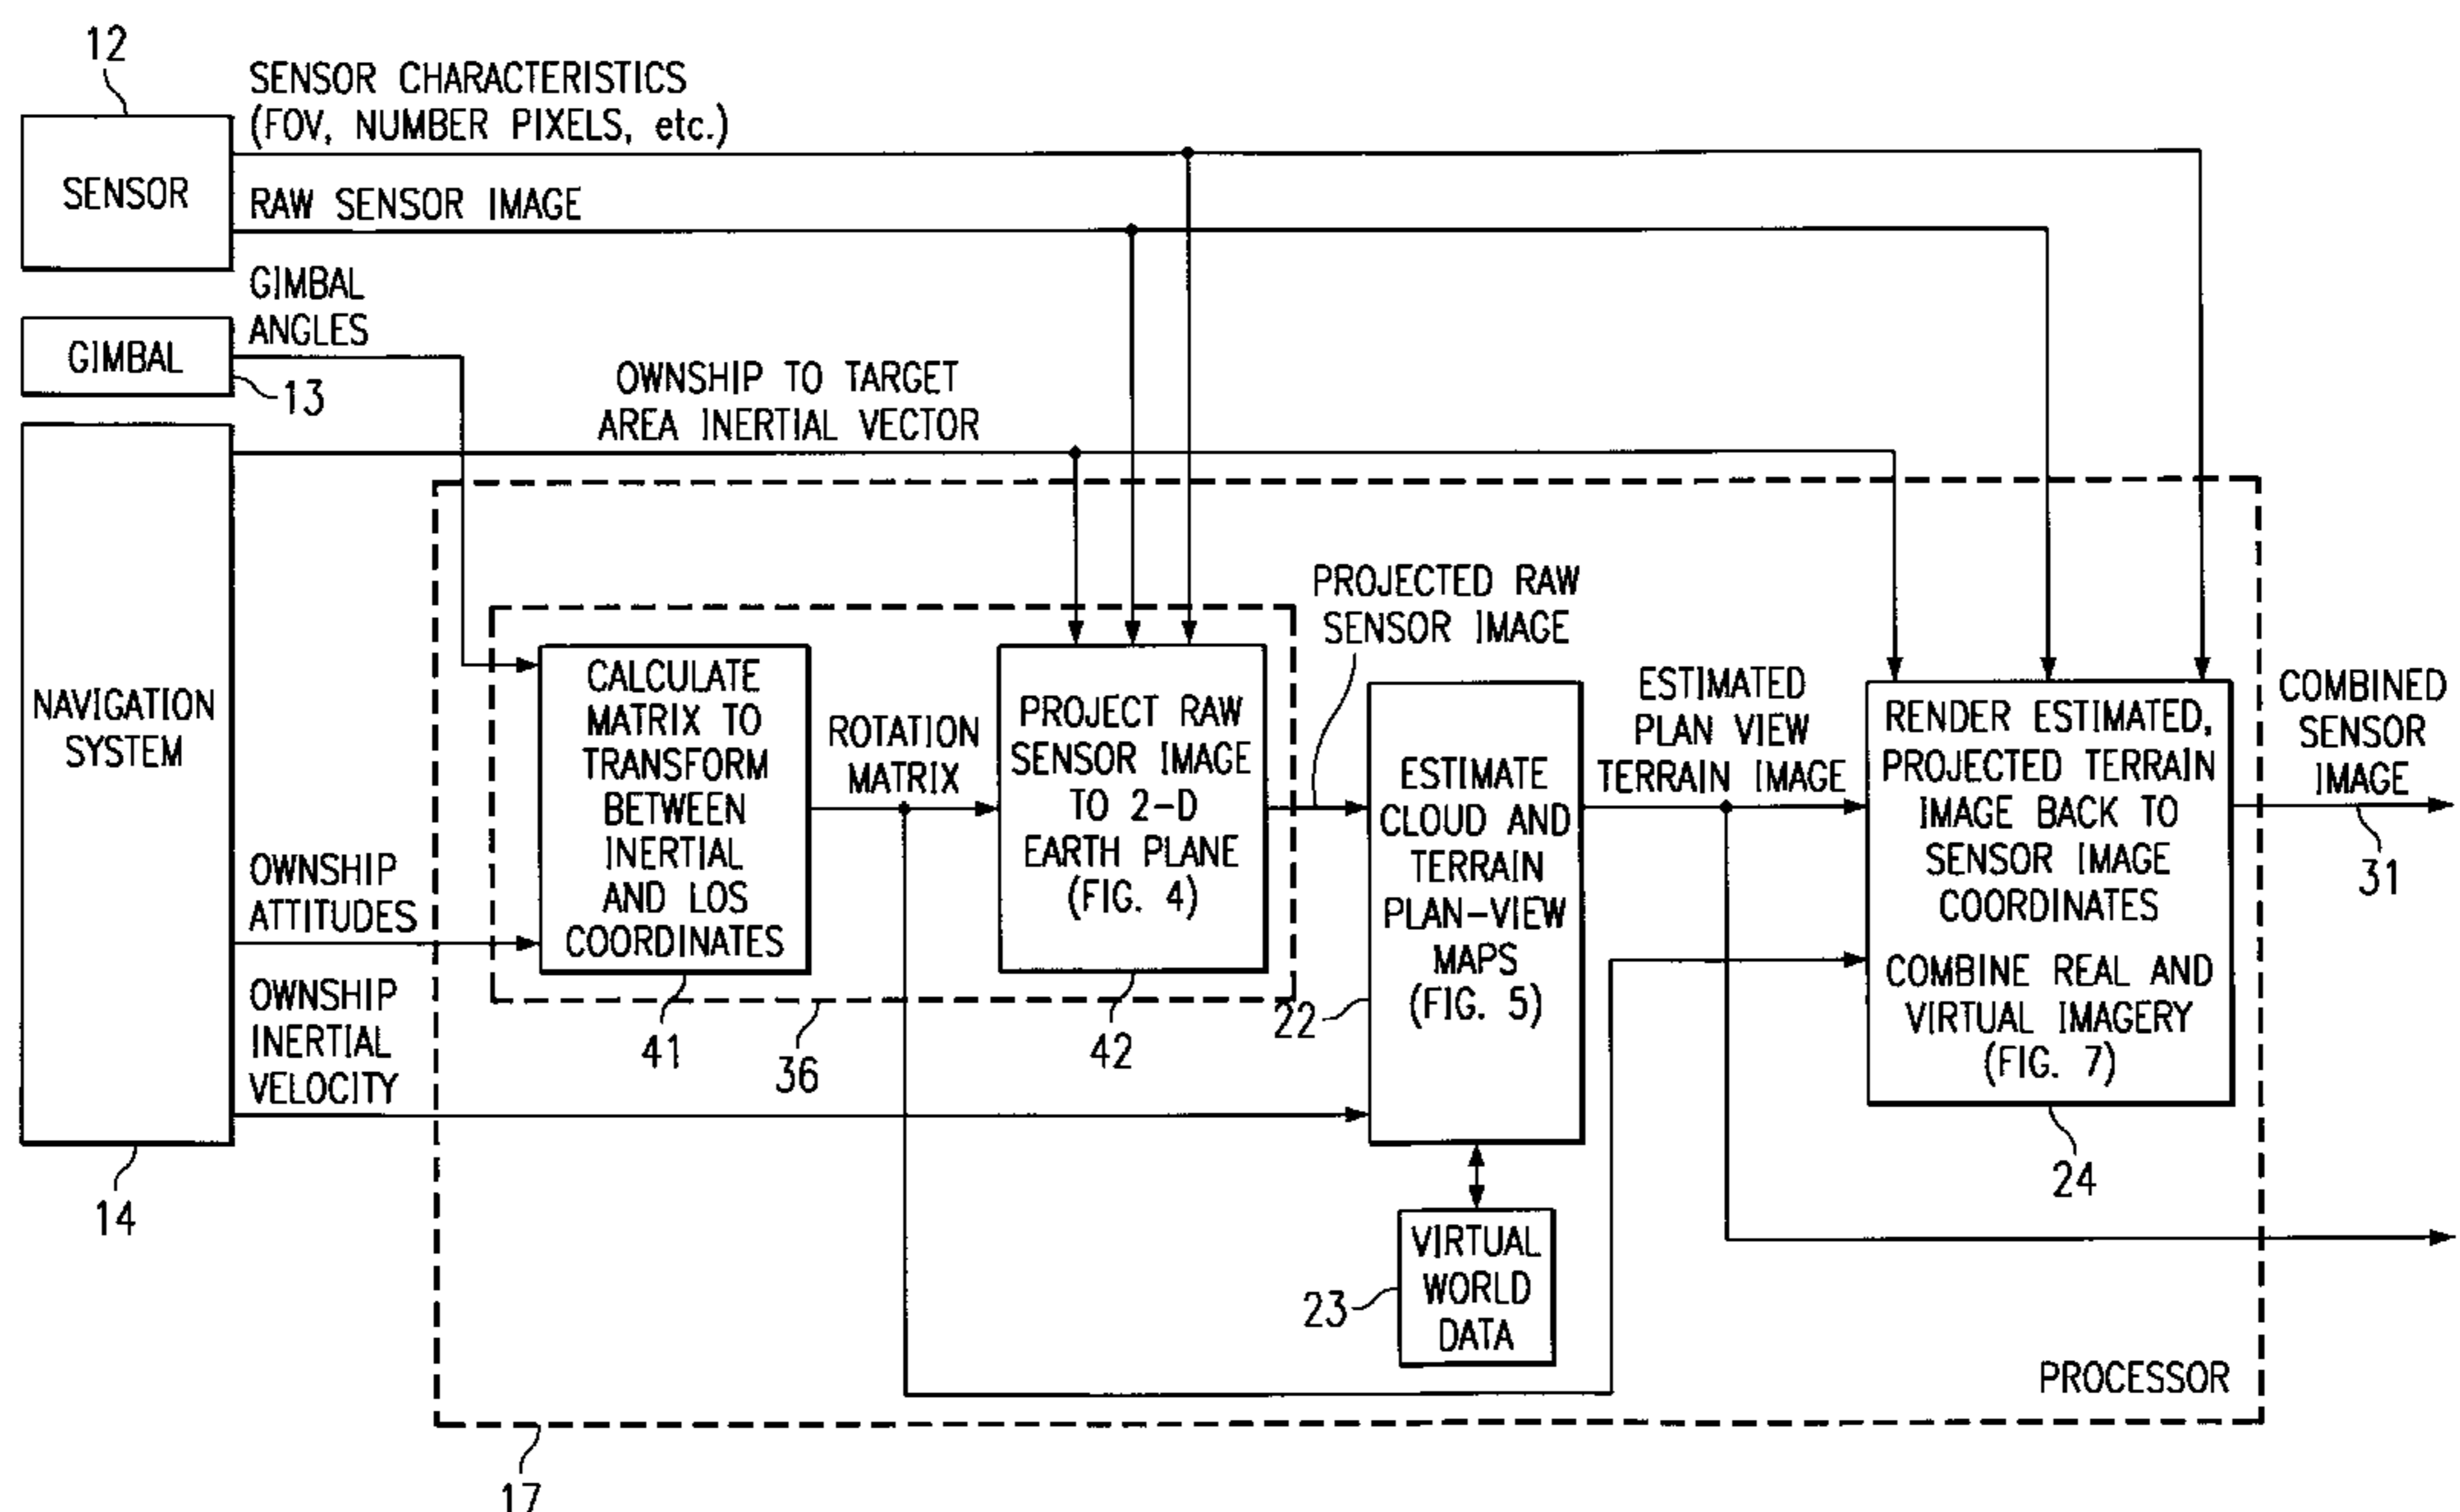 12
SENSOR CHARACTERISTICS
(FOV, NUMBER PIXELS, etc.)
SENSOR
RAW SENSOR IMAGE
GIMBAL
ANGLES
GIMBAL
13
OWNSHIP TO TARGET
AREA INERTIAL VECTOR
NAVIGATION
SYSTEM
14
OWNSHIP
ATTITUDES
OWNSHIP
INERTIAL
VELOCITY
CALCULATE
MATRIX TO
TRANSFORM
BETWEEN
INERTIAL
AND LOS
COORDINATES
41
36
ROTATION
MATRIX
PROJECT RAW
SENSOR IMAGE
TO 2-D
EARTH PLANE
(FIG. 4)
42
PROJECTED RAW
SENSOR IMAGE
ESTIMATE
CLOUD AND
TERRAIN
PLAN-VIEW
MAPS
(FIG. 5)
22
VIRTUAL
WORLD
DATA
23
ESTIMATED
PLAN VIEW
TERRAIN IMAGE
RENDER ESTIMATED,
PROJECTED TERRAIN
IMAGE BACK TO
SENSOR IMAGE
COORDINATES
COMBINE REAL AND
VIRTUAL IMAGERY
(FIG. 7)
24
COMBINED
SENSOR
IMAGE
31
PROCESSOR
17